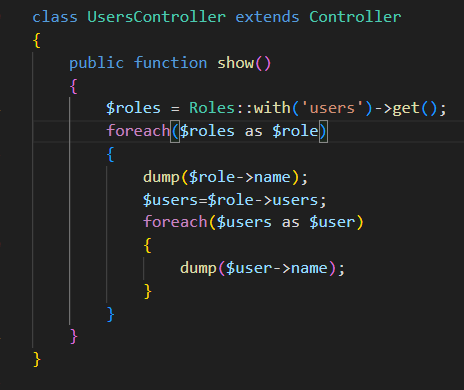 class UsersController extends Controller
{
    public function show()
    {
        $roles = Roles::with('users')->get();
        foreach($roles as $role)
        {
            dump($role->name);
            $users=$role->users;
            foreach($users as $user)
            {
                dump($user->name);
            }
        }
    }
}